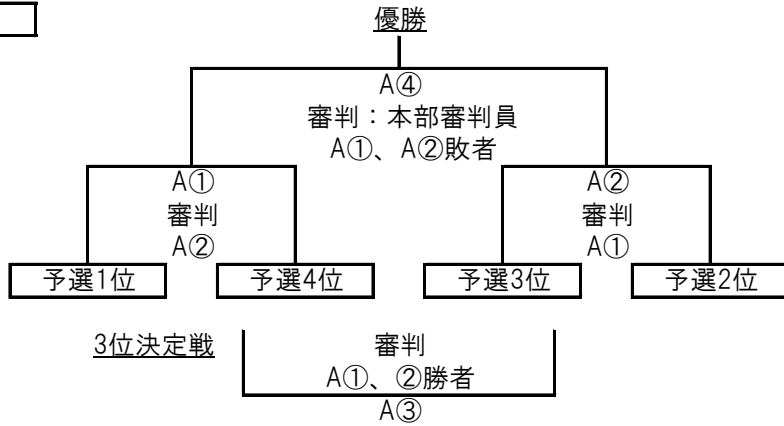 優勝
A④
審判：本部審判員
A①、A②敗者
A① A②
審判 審判
A② A①
予選1位 予選4位 予選3位 予選2位
3位決定戦 審判
A①、②勝者
A③